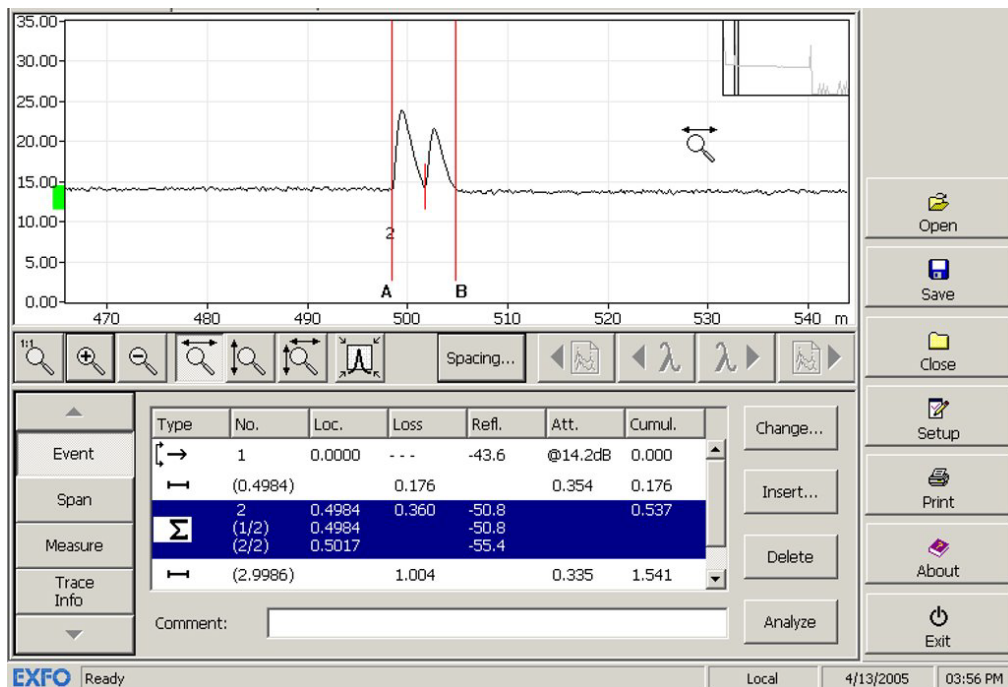 35.00
30.00
25.00
20.00
15.00
10.00
5.00
0.00
2
A B
470 480 490 500 510 520 530 540 m
1:1 Spacing... λ λ
Open
Save
Close
Setup
Print
About
Exit
Event
Span
Measure
Trace
Info
Type No. Loc. Loss Refl. Att. Cumul.
1 0.0000 --- -43.6 @14.2dB 0.000
(0.4984) 0.176 0.354 0.176
Σ 2 0.4984 0.360 -50.8 0.537
(1/2) 0.4984 -50.8
(2/2) 0.5017 -55.4
(2.9986) 1.004 0.335 1.541
Comment:
Change...
Insert...
Delete
Analyze
EXFO Ready Local 4/13/2005 03:56 PM